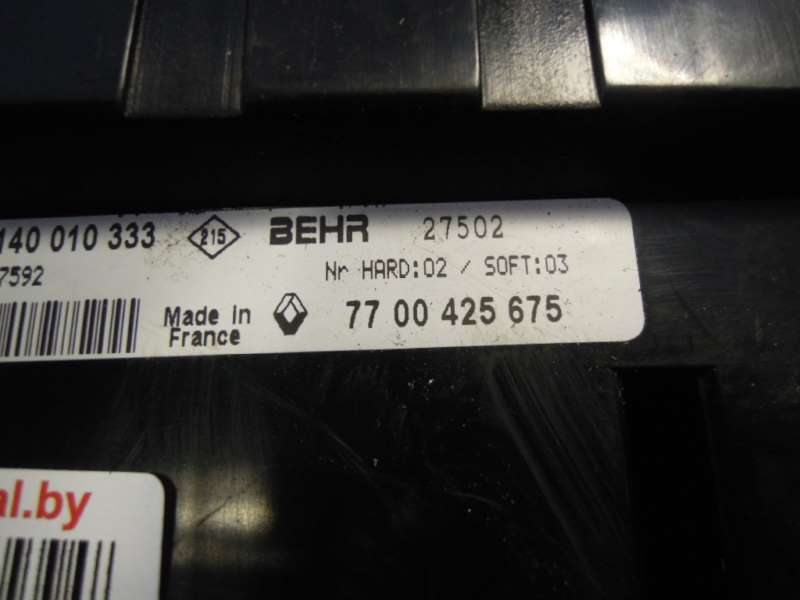 140 010 333 215 BEHR 27502
7592 Nr HARD:02 / SOFT:03
Made in France 77 00 425 675
al.by